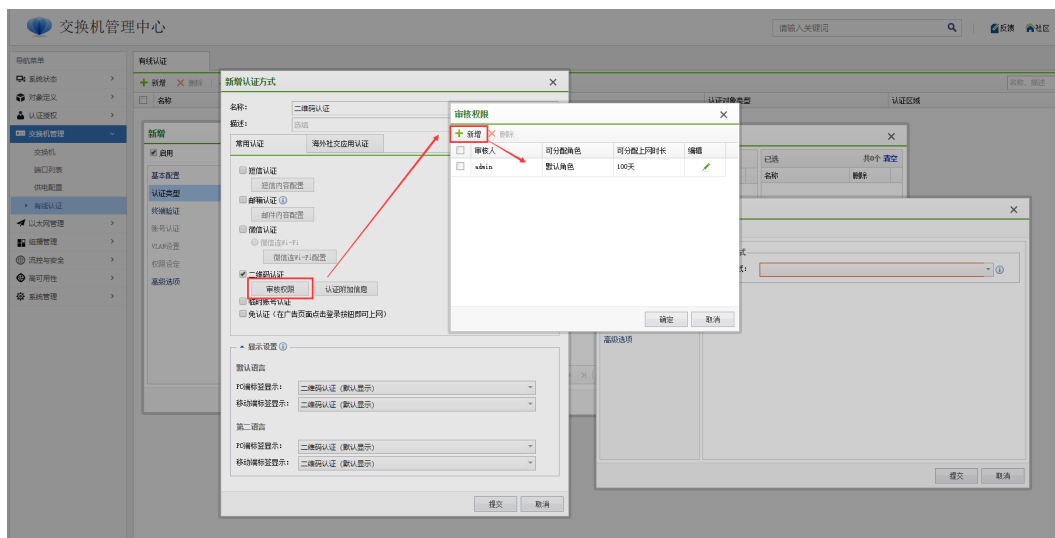 交换机管理中心
请输入关键词
反馈
社区
导航菜单
系统状态
对象定义
认证授权
交换机管理
交换机
端口列表
供电配置
有线认证
以太网管理
组播管理
流控与安全
高可用性
系统管理
有线认证
新增 删除
名称、描述
名称
认证对象类型
认证区域
新增
启用
基本配置
认证类型
终端验证
账号认证
VLAN设置
权限设定
高级选项
已选
共0个 清空
名称
删除
新增认证方式
名称:
二维码认证
描述:
选填
常用认证
海外社交应用认证
短信认证
短信内容配置
邮箱认证
邮件内容配置
微信认证
微信连Wi-Fi
微信连Wi-Fi配置
二维码认证
审核权限
认证附加信息
临时账号认证
免认证（在广告页面点击登录按钮即可上网）
显示设置
默认语言
PC端标签显示:
二维码认证（默认显示）
移动端标签显示:
二维码认证（默认显示）
第二语言
PC端标签显示:
二维码认证（默认显示）
移动端标签显示:
二维码认证（默认显示）
提交
取消
审核权限
新增 删除
审核人 可分配角色 可分配上网时长 编辑
admin 默认角色 100天
确定
取消
高级选项
提交
取消